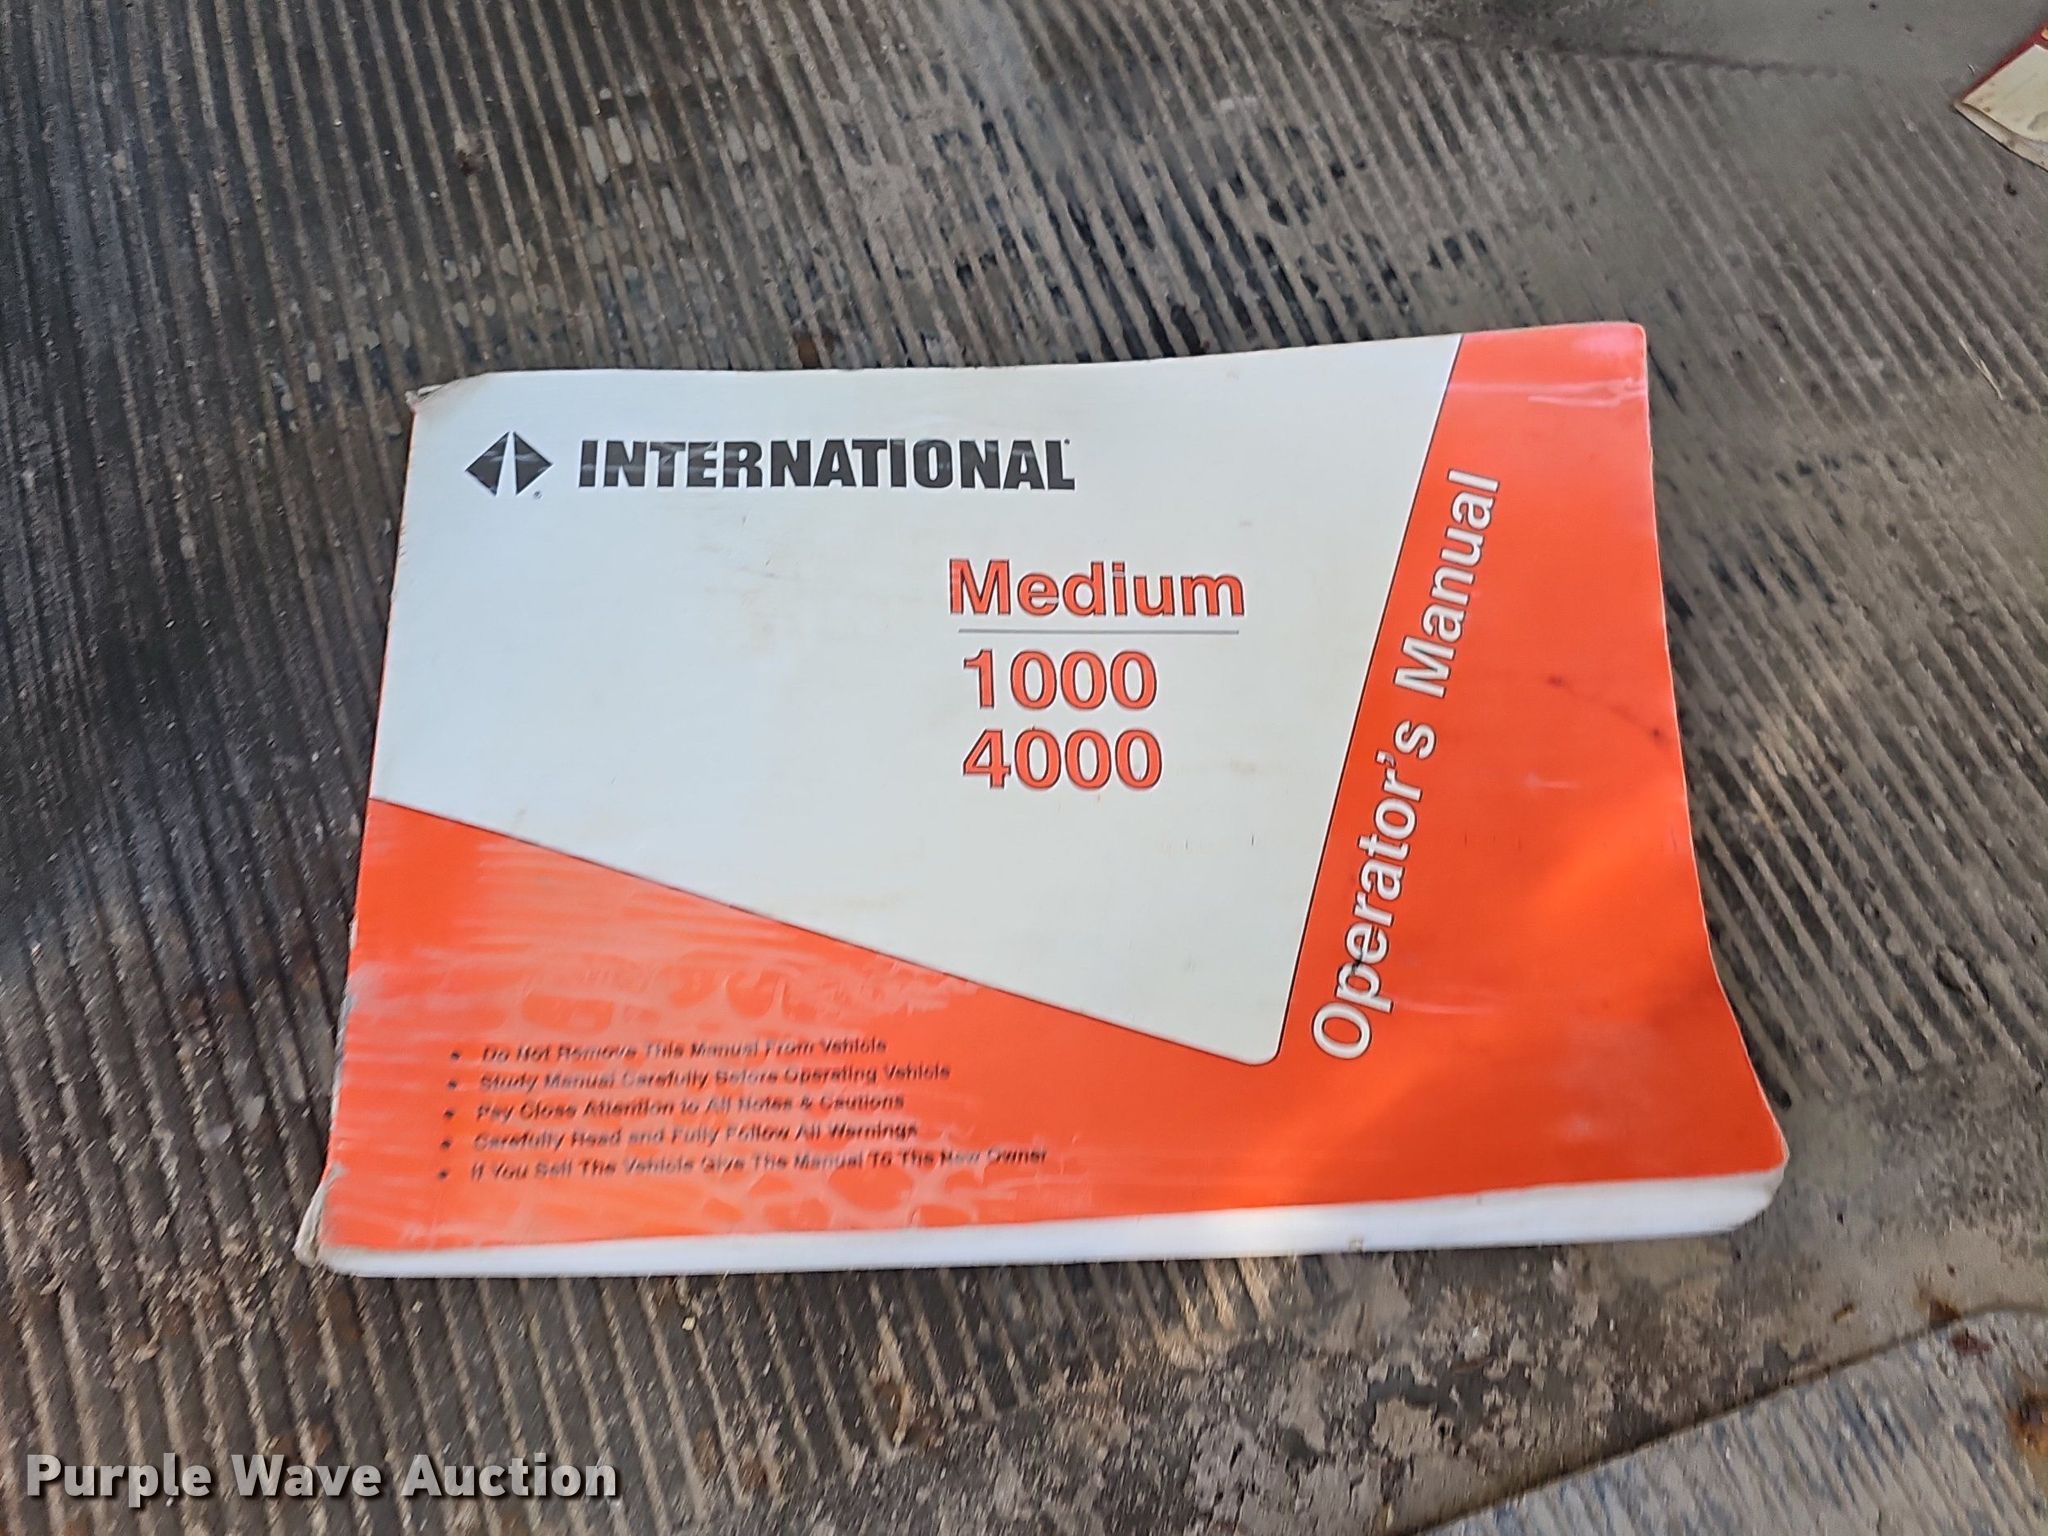 INTERNATIONAL
Medium
1000
4000
Operator's Manual
• Do Not Remove This Manual From Vehicle
• Study Manual Carefully Before Operating Vehicle
• Pay Close Attention to All Notes & Cautions
• Carefully Read and Fully Follow All Warnings
• If You Sell The Vehicle Give The Manual To The New Owner
Purple Wave Auction